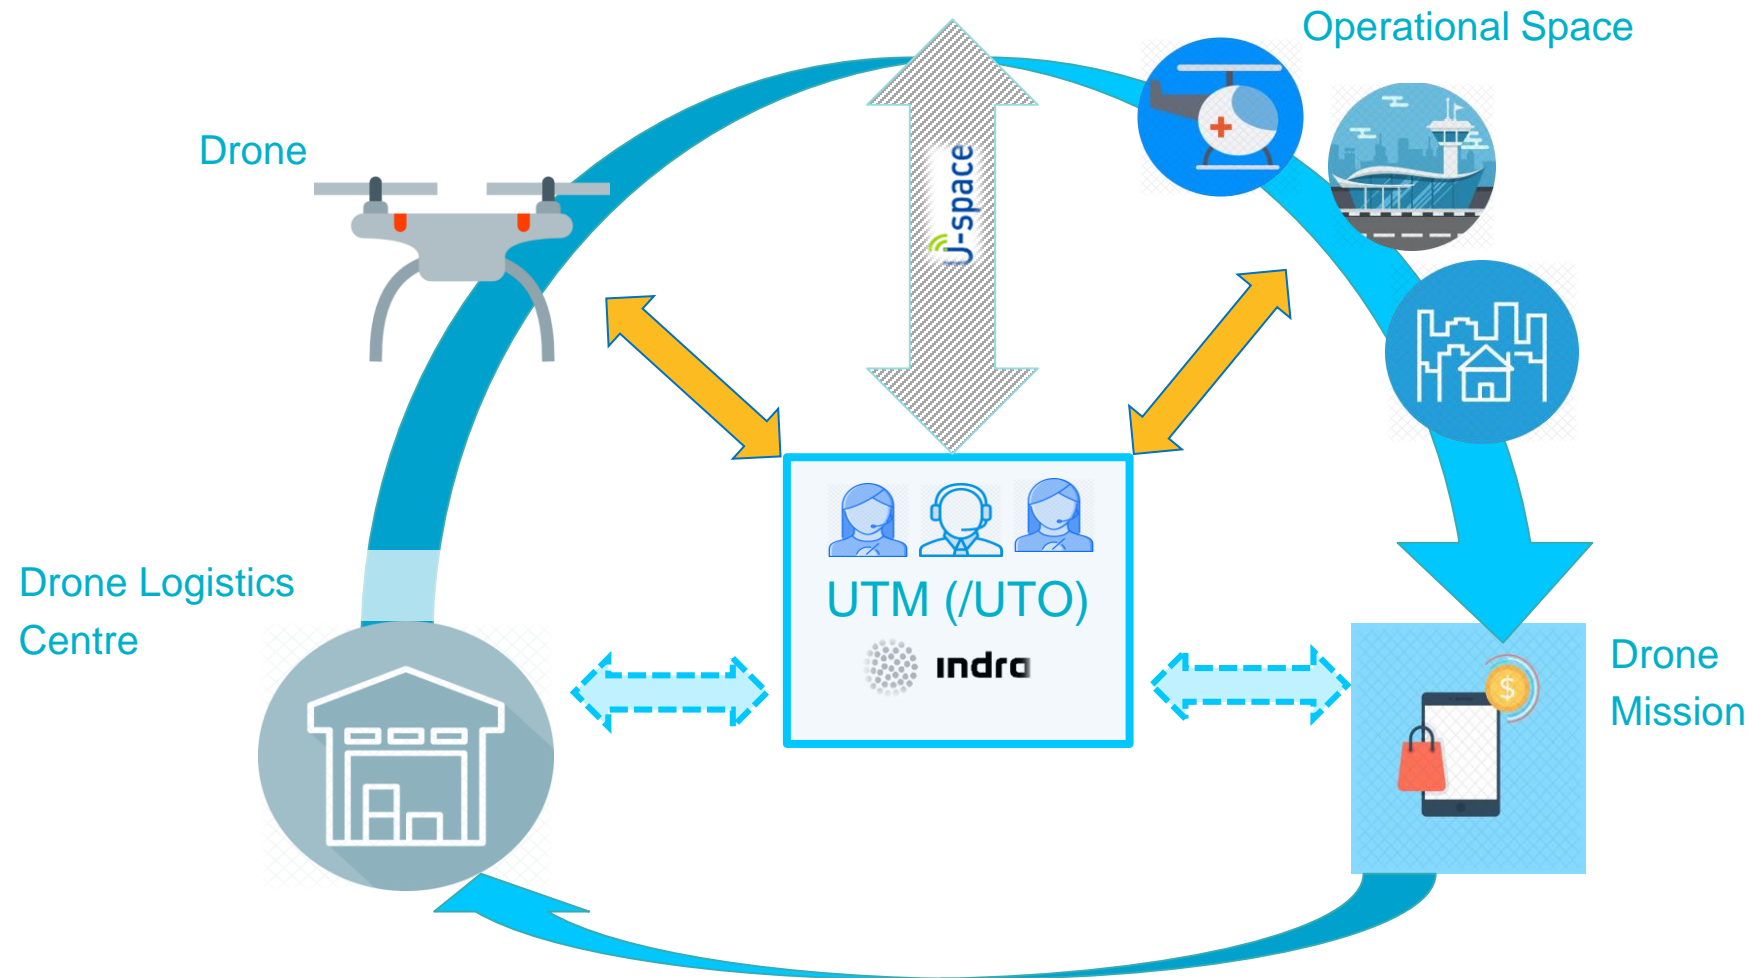 Operational Space
Drone
U-space
UTM (/UTO)
indra
Drone Logistics
Centre
Drone
Mission
$